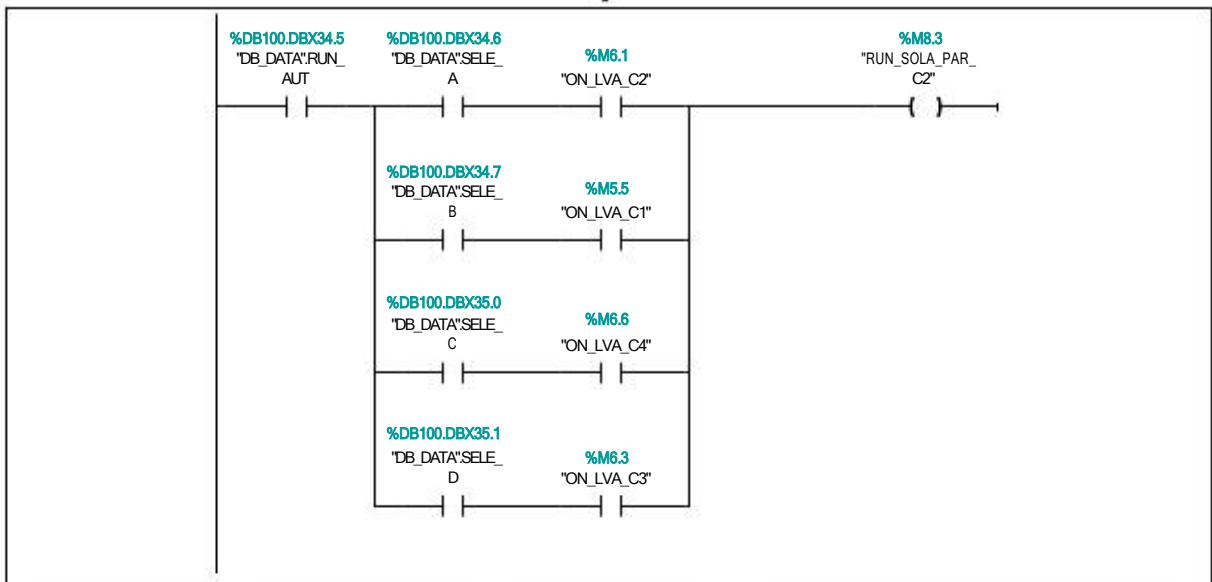 %DB100.DBX34.5
"DB_DATA".RUN_
AUT
%DB100.DBX34.6
"DB_DATA".SELE_
A
%M6.1
"ON_LVA_C2"
%M8.3
"RUN_SOLA_PAR_
C2"
%DB100.DBX34.7
"DB_DATA".SELE_
B
%M5.5
"ON_LVA_C1"
%DB100.DBX35.0
"DB_DATA".SELE_
C
%M6.6
"ON_LVA_C4"
%DB100.DBX35.1
"DB_DATA".SELE_
D
%M6.3
"ON_LVA_C3"